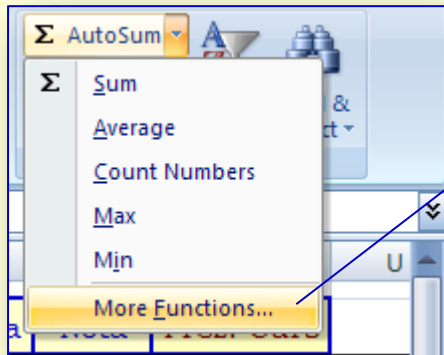 Σ AutoSum
Σ Sum
Average
&
Count Numbers
Max
Min
U
More Functions...